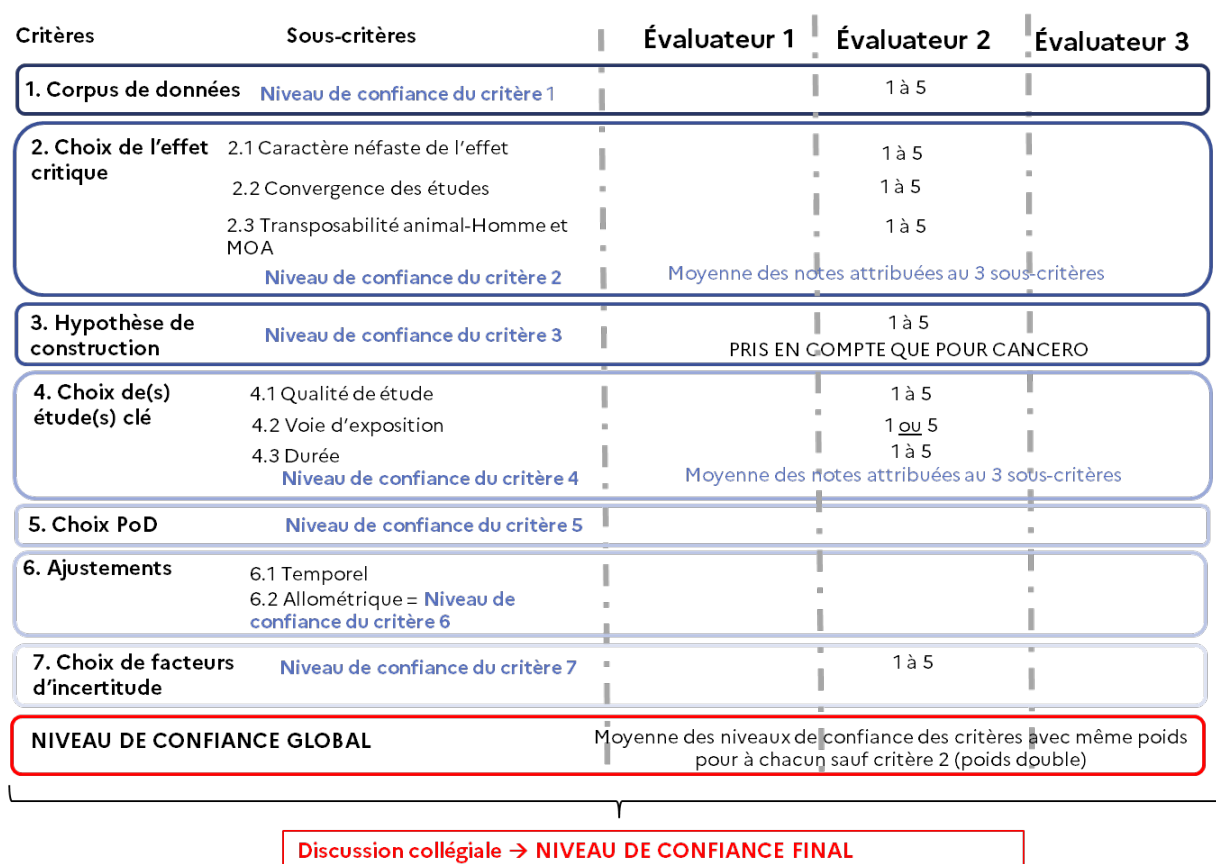 Critères Sous-critères Évaluateur 1 Évaluateur 2 Évaluateur 3
1. Corpus de données Niveau de confiance du critère 1 1 à 5
2. Choix de l'effet critique
2.1 Caractère néfaste de l'effet 1 à 5
2.2 Convergence des études 1 à 5
2.3 Transposabilité animal-Homme et MOA 1 à 5
Niveau de confiance du critère 2 Moyenne des notes attribuées au 3 sous-critères
3. Hypothèse de construction Niveau de confiance du critère 3 1 à 5
PRIS EN COMPTE QUE POUR CANCERO
4. Choix de(s) étude(s) clé
4.1 Qualité de étude 1 à 5
4.2 Voie d'exposition 1 ou 5
4.3 Durée 1 à 5
Niveau de confiance du critère 4 Moyenne des notes attribuées au 3 sous-critères
5. Choix PoD Niveau de confiance du critère 5
6. Ajustements 6.1 Temporel
6.2 Allométrique = Niveau de
confiance du critère 6
7. Choix de facteurs d'incertitude Niveau de confiance du critère 7 1 à 5
NIVEAU DE CONFIANCE GLOBAL Moyenne des niveaux de confiance des critères avec même poids
pour à chacun sauf critère 2 (poids double)
Discussion collégiale → NIVEAU DE CONFIANCE FINAL